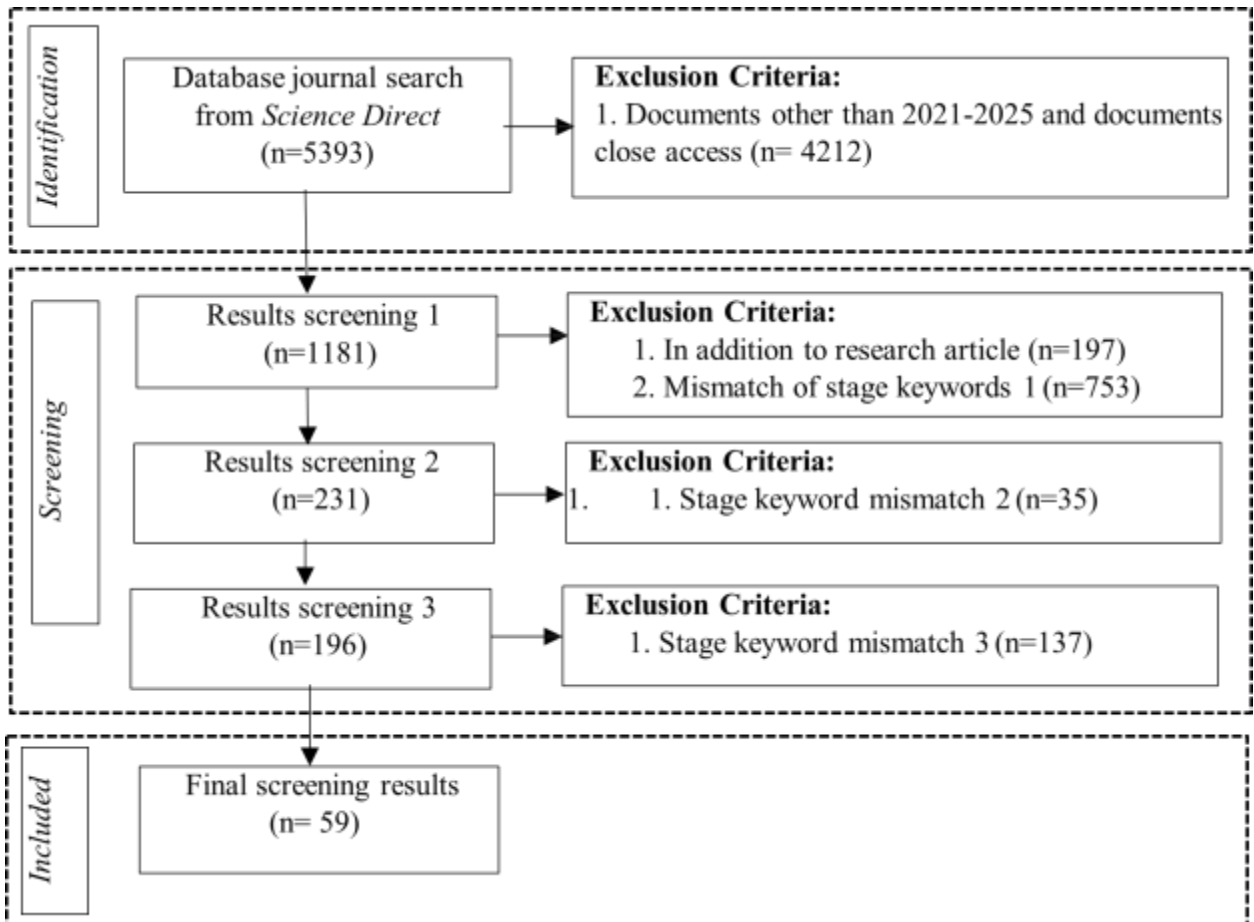 Identification
Database journal search
from Science Direct
(n=5393)
Exclusion Criteria:
1. Documents other than 2021-2025 and documents
close access (n= 4212)
Screening
Results screening 1
(n=1181)
Exclusion Criteria:
1. In addition to research article (n=197)
2. Mismatch of stage keywords 1 (n=753)
Results screening 2
(n=231)
Exclusion Criteria:
1. 1. Stage keyword mismatch 2 (n=35)
Results screening 3
(n=196)
Exclusion Criteria:
1. Stage keyword mismatch 3 (n=137)
Included
Final screening results
(n= 59)